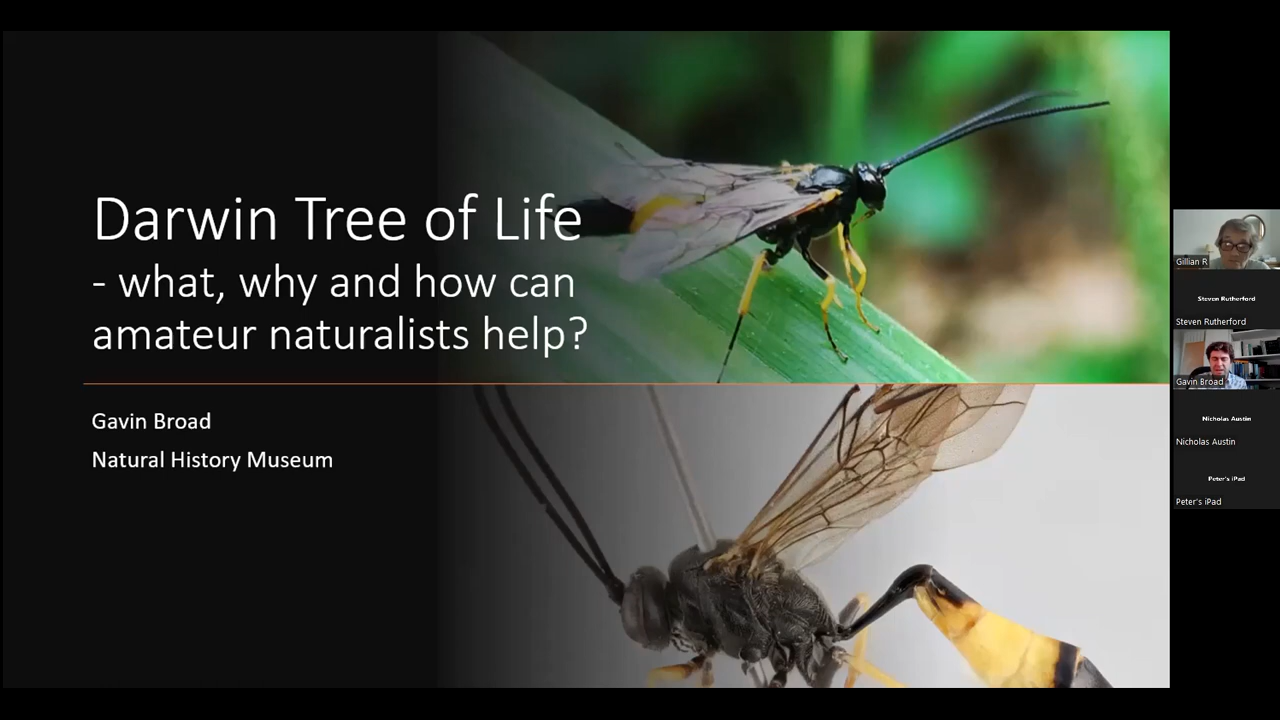 Darwin Tree of Life
- what, why and how can
amateur naturalists help?
Gavin Broad
Natural History Museum
Gillian R
Steven Rutherford
Steven Rutherford
Gavin Broad
Nicholas Austin
Nicholas Austin
Peter's iPad
Peter's iPad